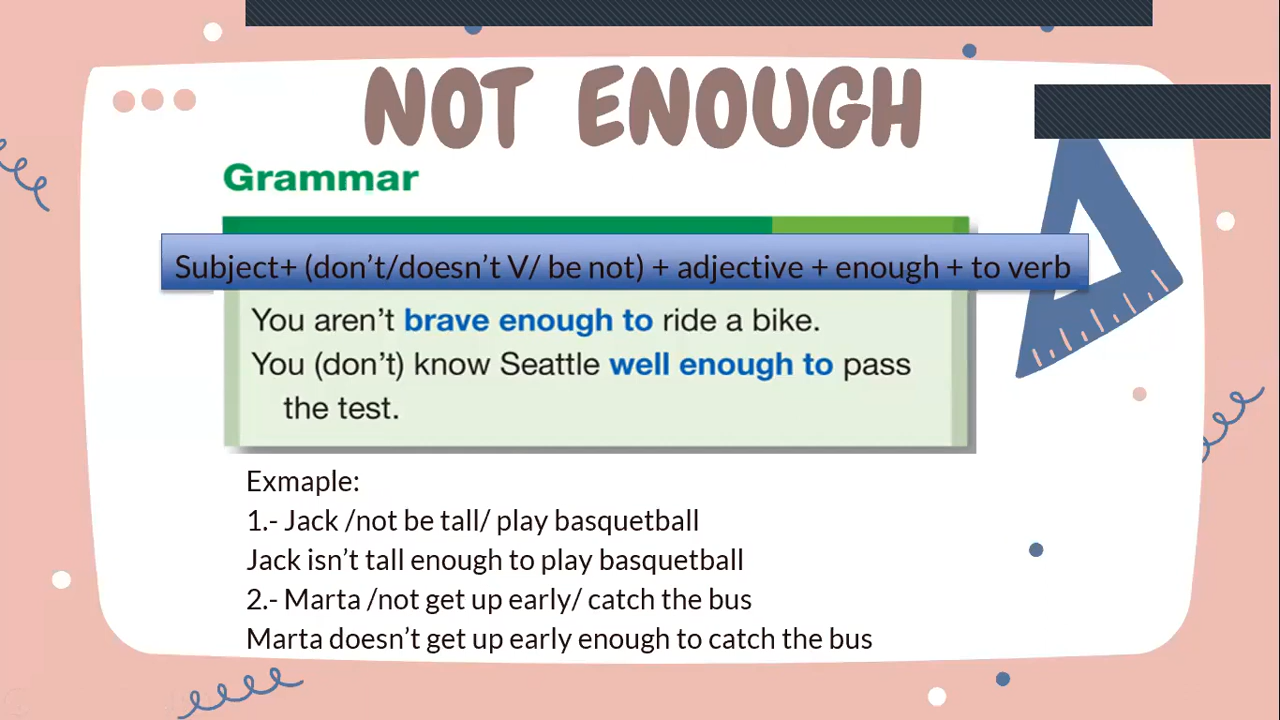 NOT ENOUGH
Grammar
Subject+ (don't/doesn't V/ be not) + adjective + enough + to verb
You aren't brave enough to ride a bike.
You (don't) know Seattle well enough to pass
the test.
Exmaple:
1.- Jack /not be tall/ play basquetball
Jack isn't tall enough to play basquetball
2.- Marta /not get up early/ catch the bus
Marta doesn't get up early enough to catch the bus